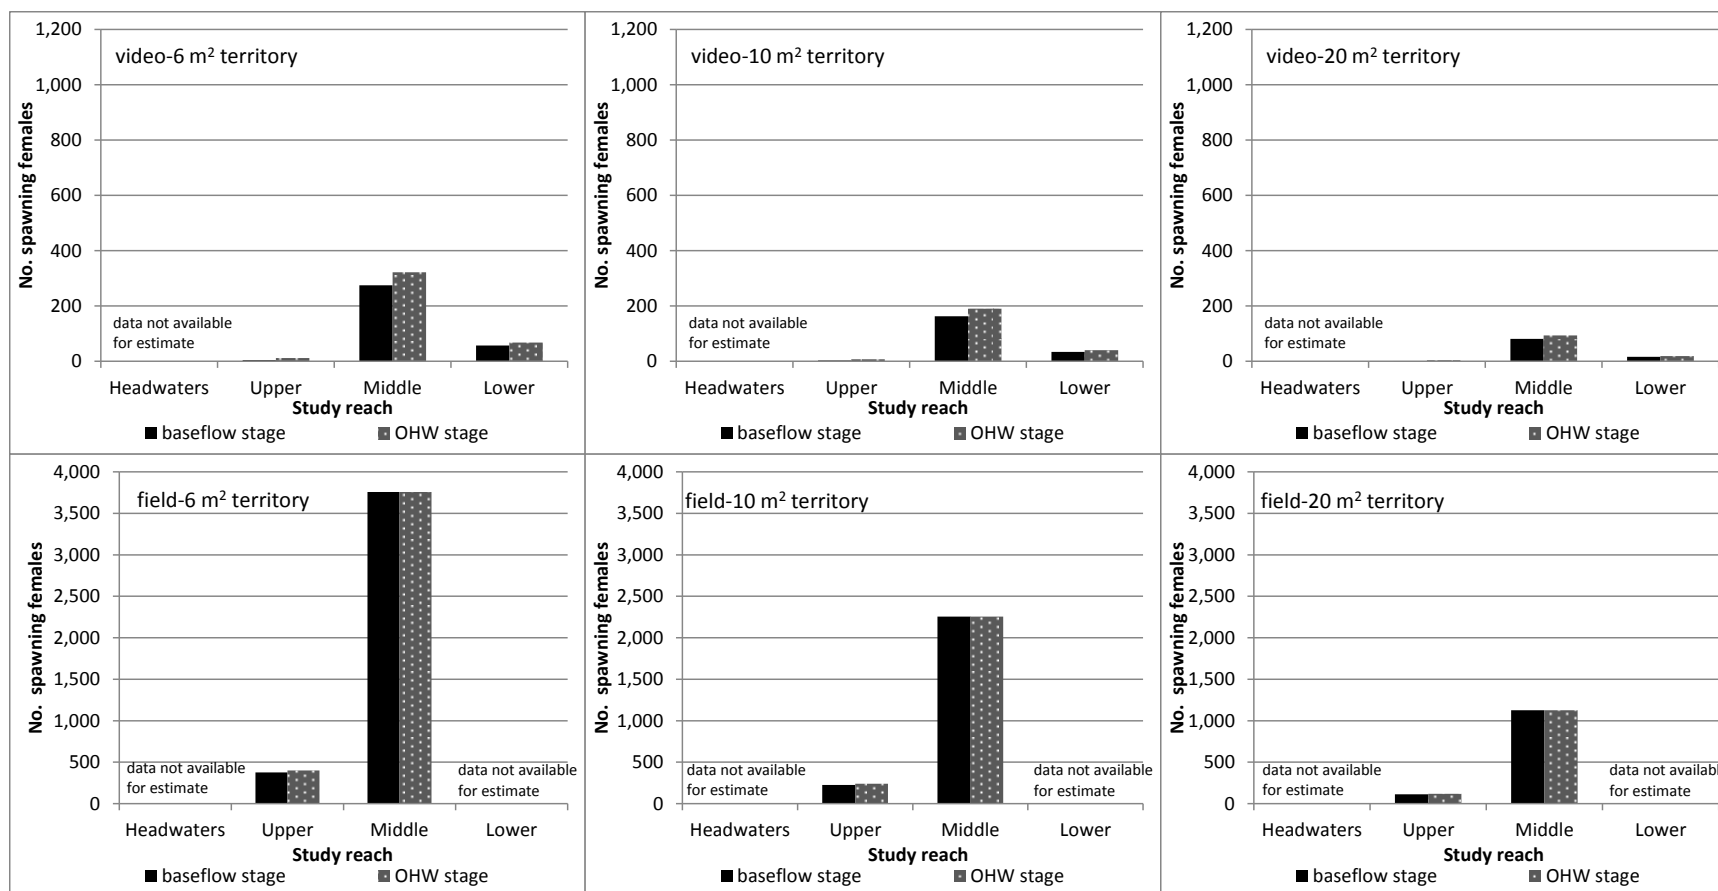 video-6 m² territory
1,200
1,000
800
600
400
200
0
No. spawning females
data not available
for estimate
Headwaters Upper Middle Lower
Study reach
baseflow stage OHW stage
video-10 m² territory
1,200
1,000
800
600
400
200
0
No. spawning females
data not available
for estimate
Headwaters Upper Middle Lower
Study reach
baseflow stage OHW stage
video-20 m² territory
1,200
1,000
800
600
400
200
0
No. spawning females
data not available
for estimate
Headwaters Upper Middle Lower
Study reach
baseflow stage OHW stage
field-6 m² territory
4,000
3,500
3,000
2,500
2,000
1,500
1,000
500
0
No. spawning females
data not available
for estimate
data not available
for estimate
Headwaters Upper Middle Lower
Study reach
baseflow stage OHW stage
field-10 m² territory
4,000
3,500
3,000
2,500
2,000
1,500
1,000
500
0
No. spawning females
data not available
for estimate
data not available
for estimate
Headwaters Upper Middle Lower
Study reach
baseflow stage OHW stage
field-20 m² territory
4,000
3,500
3,000
2,500
2,000
1,500
1,000
500
0
No. spawning females
data not available
for estimate
data not available
for estimate
Headwaters Upper Middle Lower
Study reach
baseflow stage OHW stage